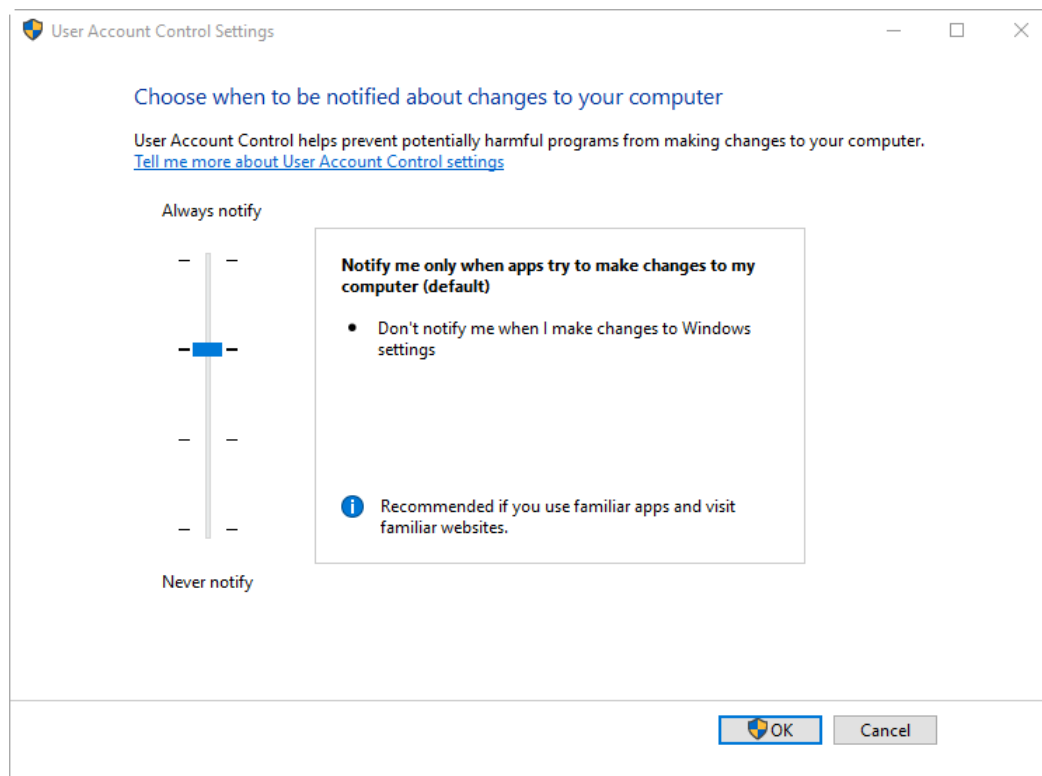 User Account Control Settings
Choose when to be notified about changes to your computer
User Account Control helps prevent potentially harmful programs from making changes to your computer.
Tell me more about User Account Control settings
Always notify
Notify me only when apps try to make changes to my
computer (default)
Don't notify me when I make changes to Windows
settings
Recommended if you use familiar apps and visit
familiar websites.
Never notify
OK
Cancel